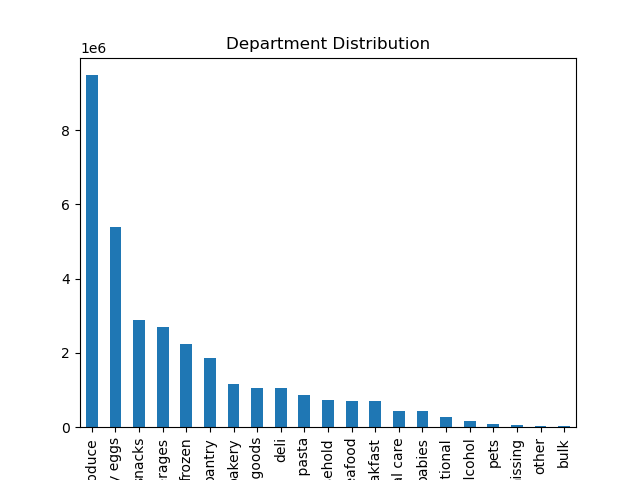 Department Distribution
1e6
8
6
4
2
0
oduce
y eggs
snacks
rages
frozen
pantry
bakery
goods
deli
pasta
ehold
eafood
akfast
al care
babies
tional
lcohol
pets
issing
other
bulk